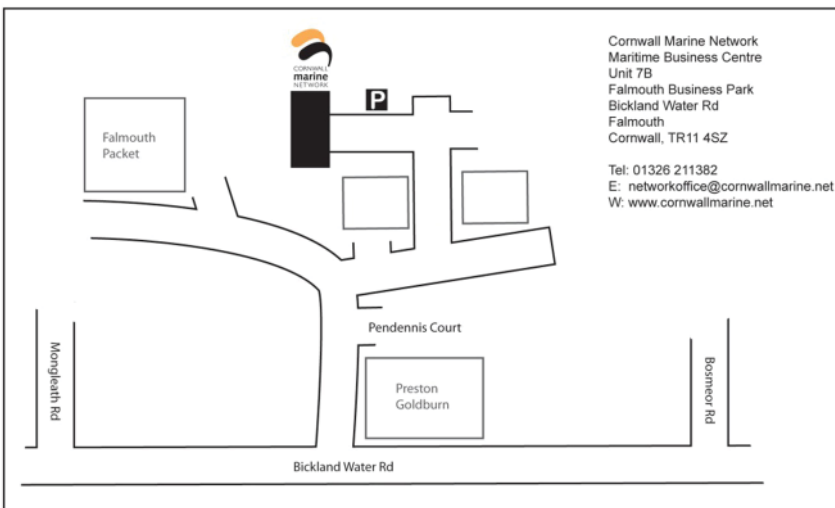 CORNWALL
marine
NETWORK
P
Falmouth
Packet
Cornwall Marine Network
Maritime Business Centre
Unit 7B
Falmouth Business Park
Bickland Water Rd
Falmouth
Cornwall, TR11 4SZ
Tel: 01326 211382
E: networkoffice@cornwallmarine.net
W: www.cornwallmarine.net
Pendennis Court
Mongleath Rd
Preston
Goldburn
Bosmeor Rd
Bickland Water Rd